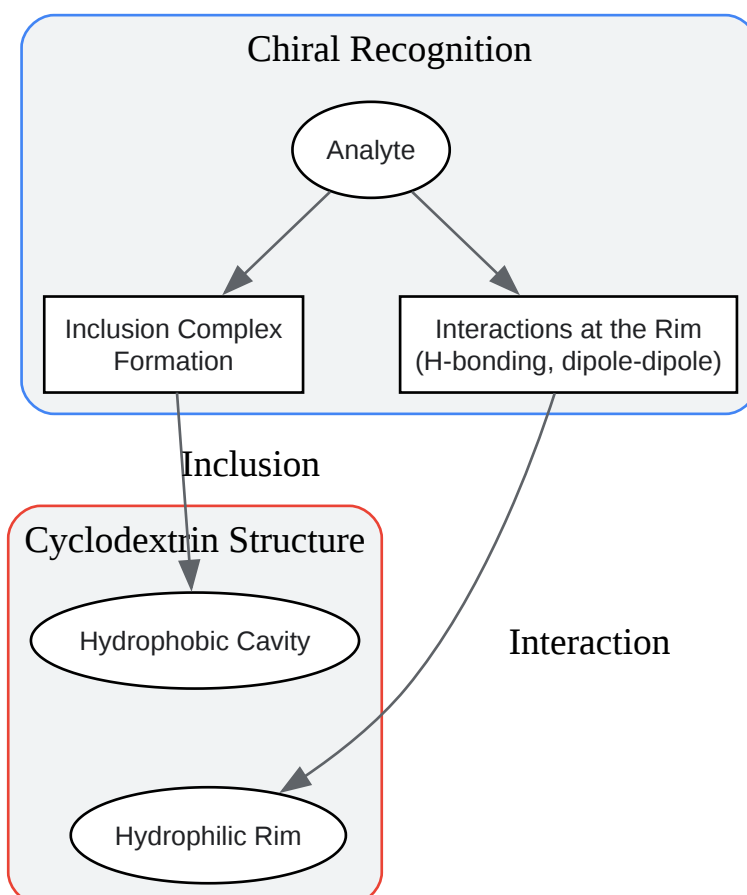 Chiral Recognition
Analyte
Inclusion Complex
Formation
Interactions at the Rim
(H-bonding, dipole-dipole)
Inclusion
Cyclodextrin Structure
Hydrophobic Cavity
Interaction
Hydrophilic Rim